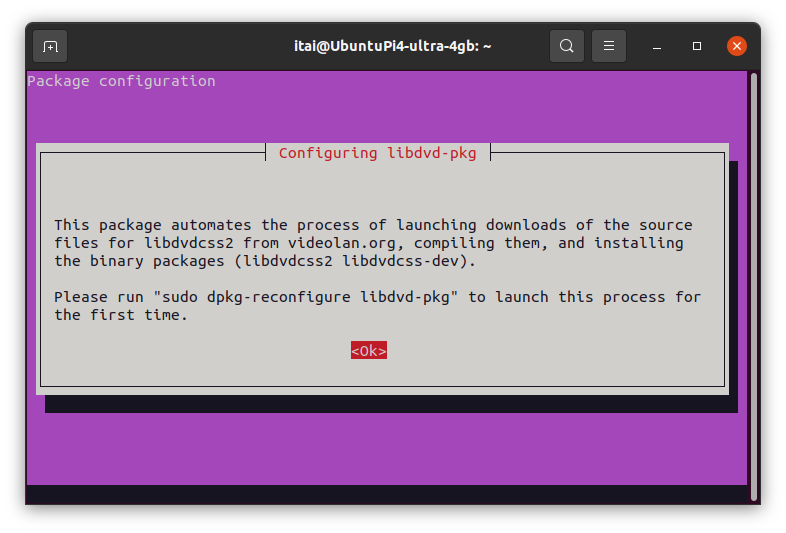 itai@UbuntuPi4-ultra-4gb: ~
Package configuration
Configuring libdvd-pkg
This package automates the process of launching downloads of the source
files for libdvdcss2 from videolan.org, compiling them, and installing
the binary packages (libdvdcss2 libdvdcss-dev).
Please run "sudo dpkg-reconfigure libdvd-pkg" to launch this process for
the first time.
<Ok>